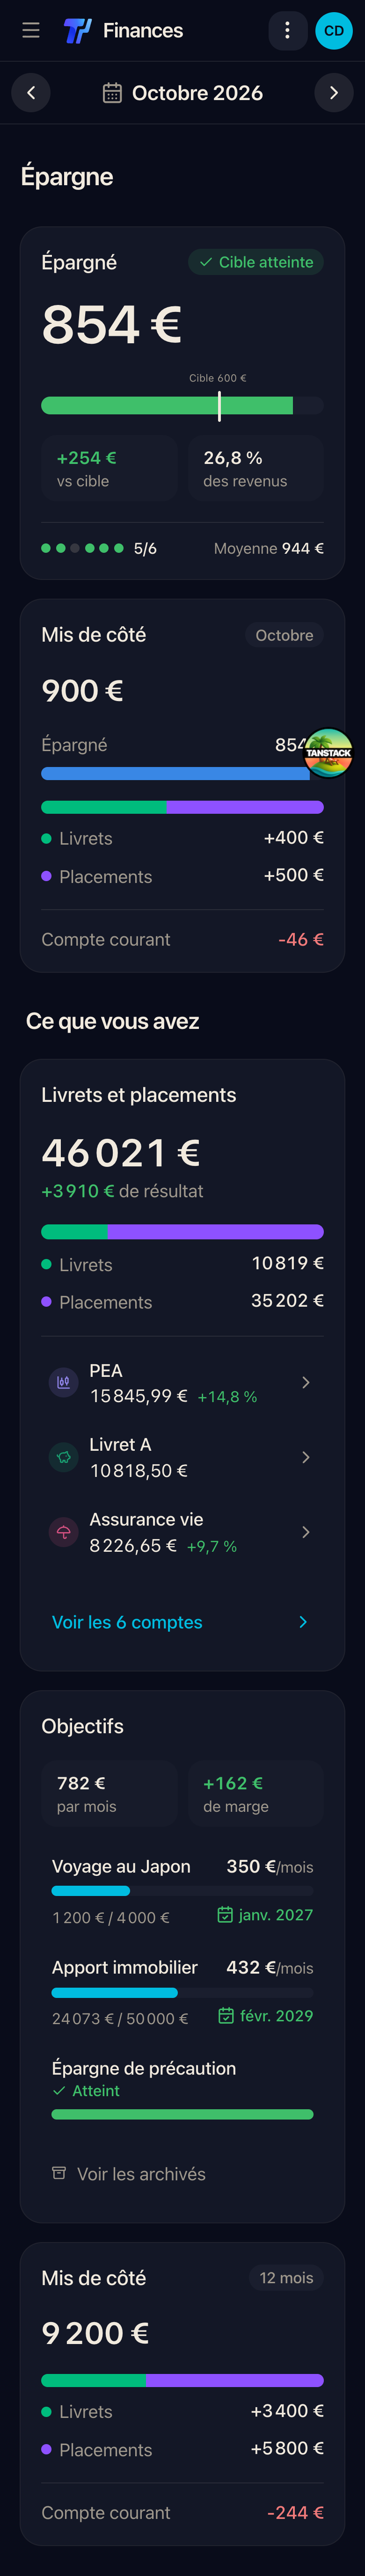 Finances
CD
Octobre 2026
Épargne
Épargné
Cible atteinte
854 €
Cible 600 €
+254 €
vs cible
26,8 %
des revenus
5/6
Moyenne 944 €
Mis de côté
Octobre
900 €
Épargné
854
TANSTACK
Livrets
+400 €
Placements
+500 €
Compte courant
-46 €
Ce que vous avez
Livrets et placements
46 021 €
+3 910 € de résultat
Livrets
10 819 €
Placements
35 202 €
PEA
15 845,99 € +14,8 %
Livret A
10 818,50 €
Assurance vie
8 226,65 € +9,7 %
Voir les 6 comptes
Objectifs
782 €
par mois
+162 €
de marge
Voyage au Japon
350 €/mois
1 200 € / 4 000 €
janv. 2027
Apport immobilier
432 €/mois
24 073 € / 50 000 €
févr. 2029
Épargne de précaution
Atteint
Voir les archivés
Mis de côté
12 mois
9 200 €
Livrets
+3 400 €
Placements
+5 800 €
Compte courant
-244 €